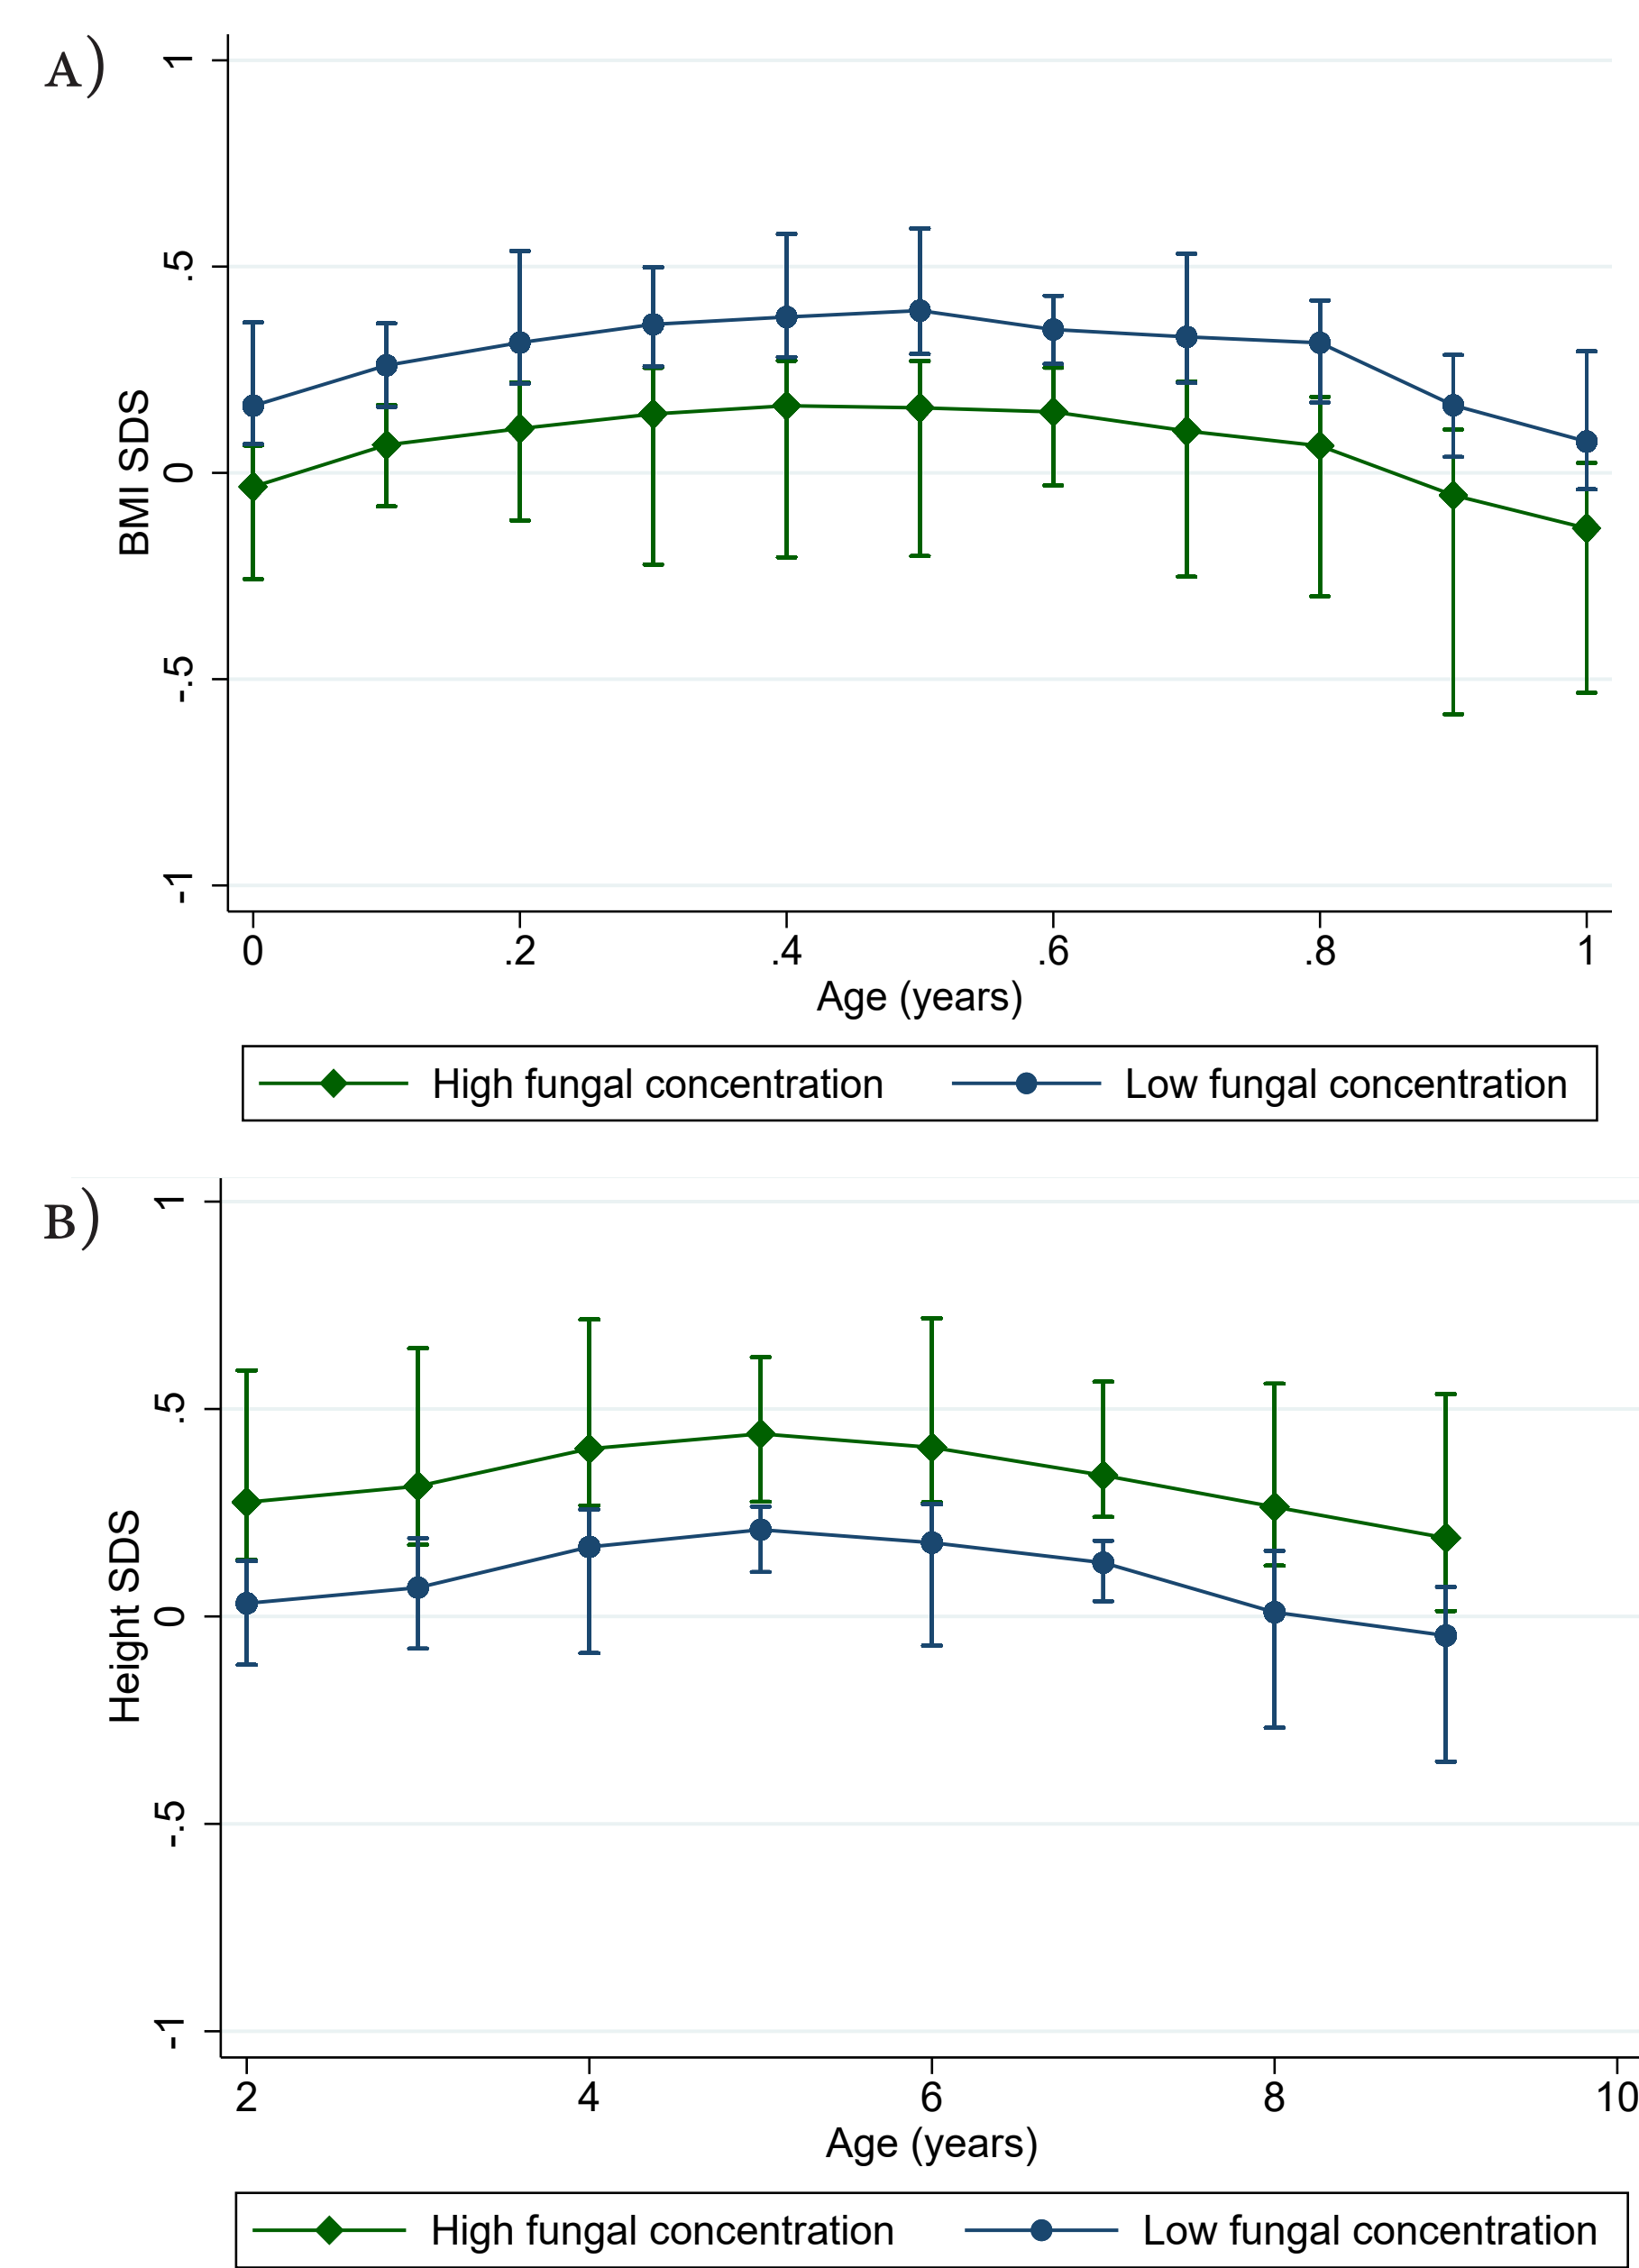 A)
1
.5
0
-.5
-1
BMI SDS
0 .2 .4 .6 .8 1
Age (years)
High fungal concentration Low fungal concentration
B)
1
.5
0
-.5
-1
Height SDS
2 4 6 8 10
Age (years)
High fungal concentration Low fungal concentration